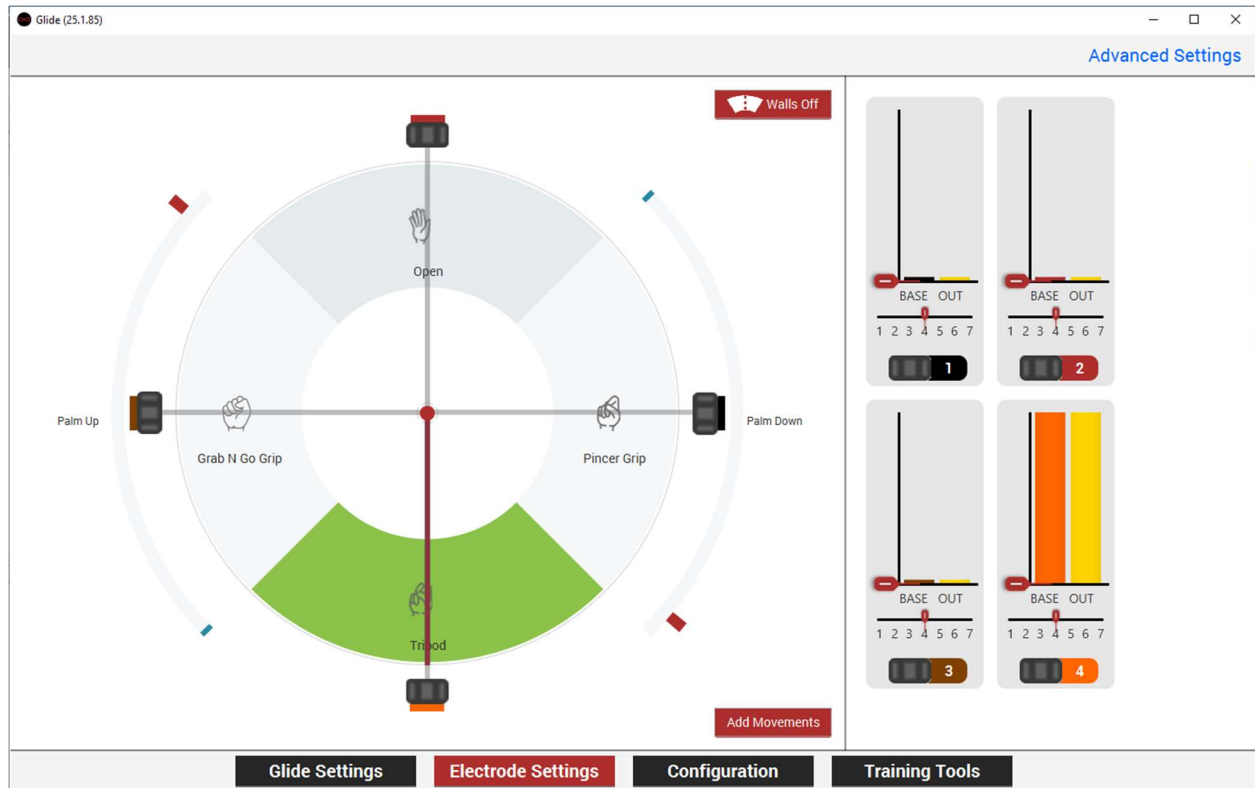 Glide (25.1.85)
Advanced Settings
Walls Off
Open
Palm Up
Grab N Go Grip
Pincer Grip
Palm Down
Tripod
Add Movements
BASE OUT
1 2 3 4 5 6 7
1
BASE OUT
1 2 3 4 5 6 7
2
BASE OUT
1 2 3 4 5 6 7
3
BASE OUT
1 2 3 4 5 6 7
4
Glide Settings
Electrode Settings
Configuration
Training Tools